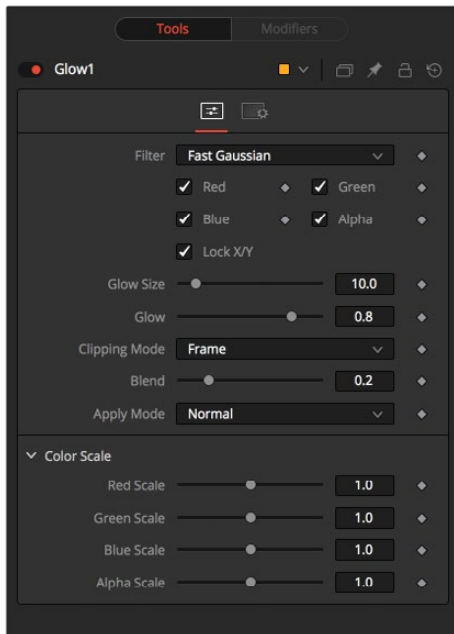 Tools Modifiers
Glow1
Filter Fast Gaussian
Red Green
Blue Alpha
Lock X/Y
Glow Size 10.0
Glow 0.8
Clipping Mode Frame
Blend 0.2
Apply Mode Normal
Color Scale
Red Scale 1.0
Green Scale 1.0
Blue Scale 1.0
Alpha Scale 1.0